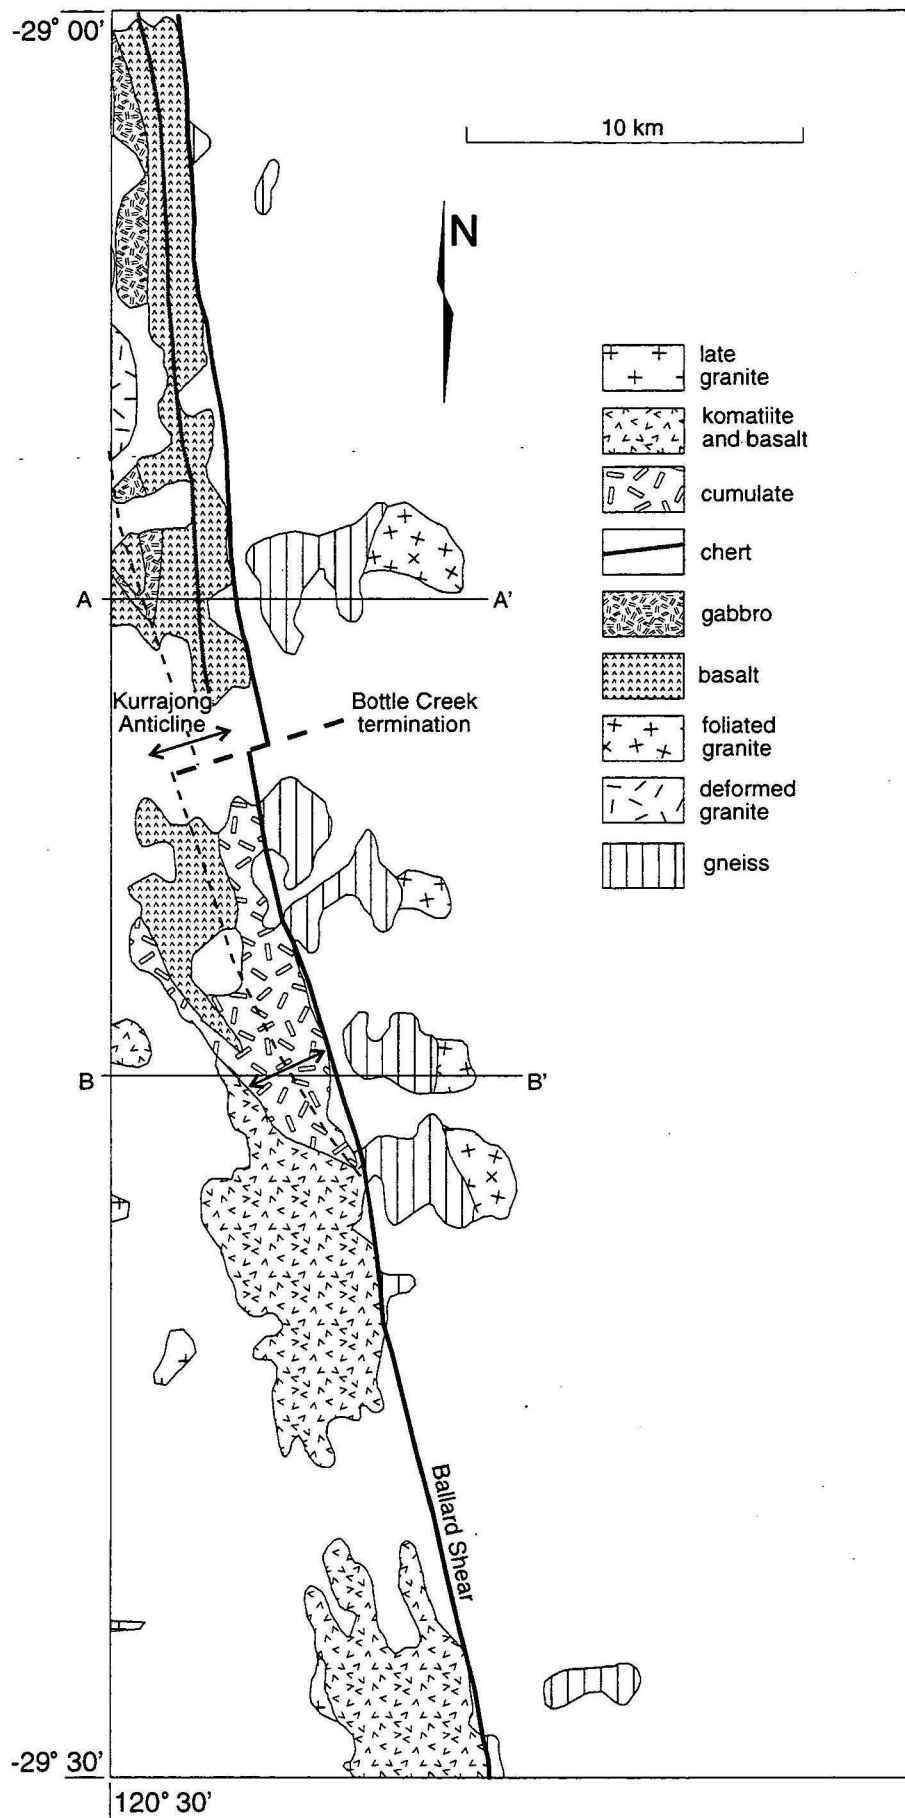 -29° 00'
10 km
N
late
granite
komatiite
and basalt
cumulate
chert
gabbro
basalt
foliated
granite
deformed
granite
gneiss
A
A'
Kurrajong
Anticline
Bottle Creek
termination
B
B'
Ballard Shear
-29° 30'
120° 30'